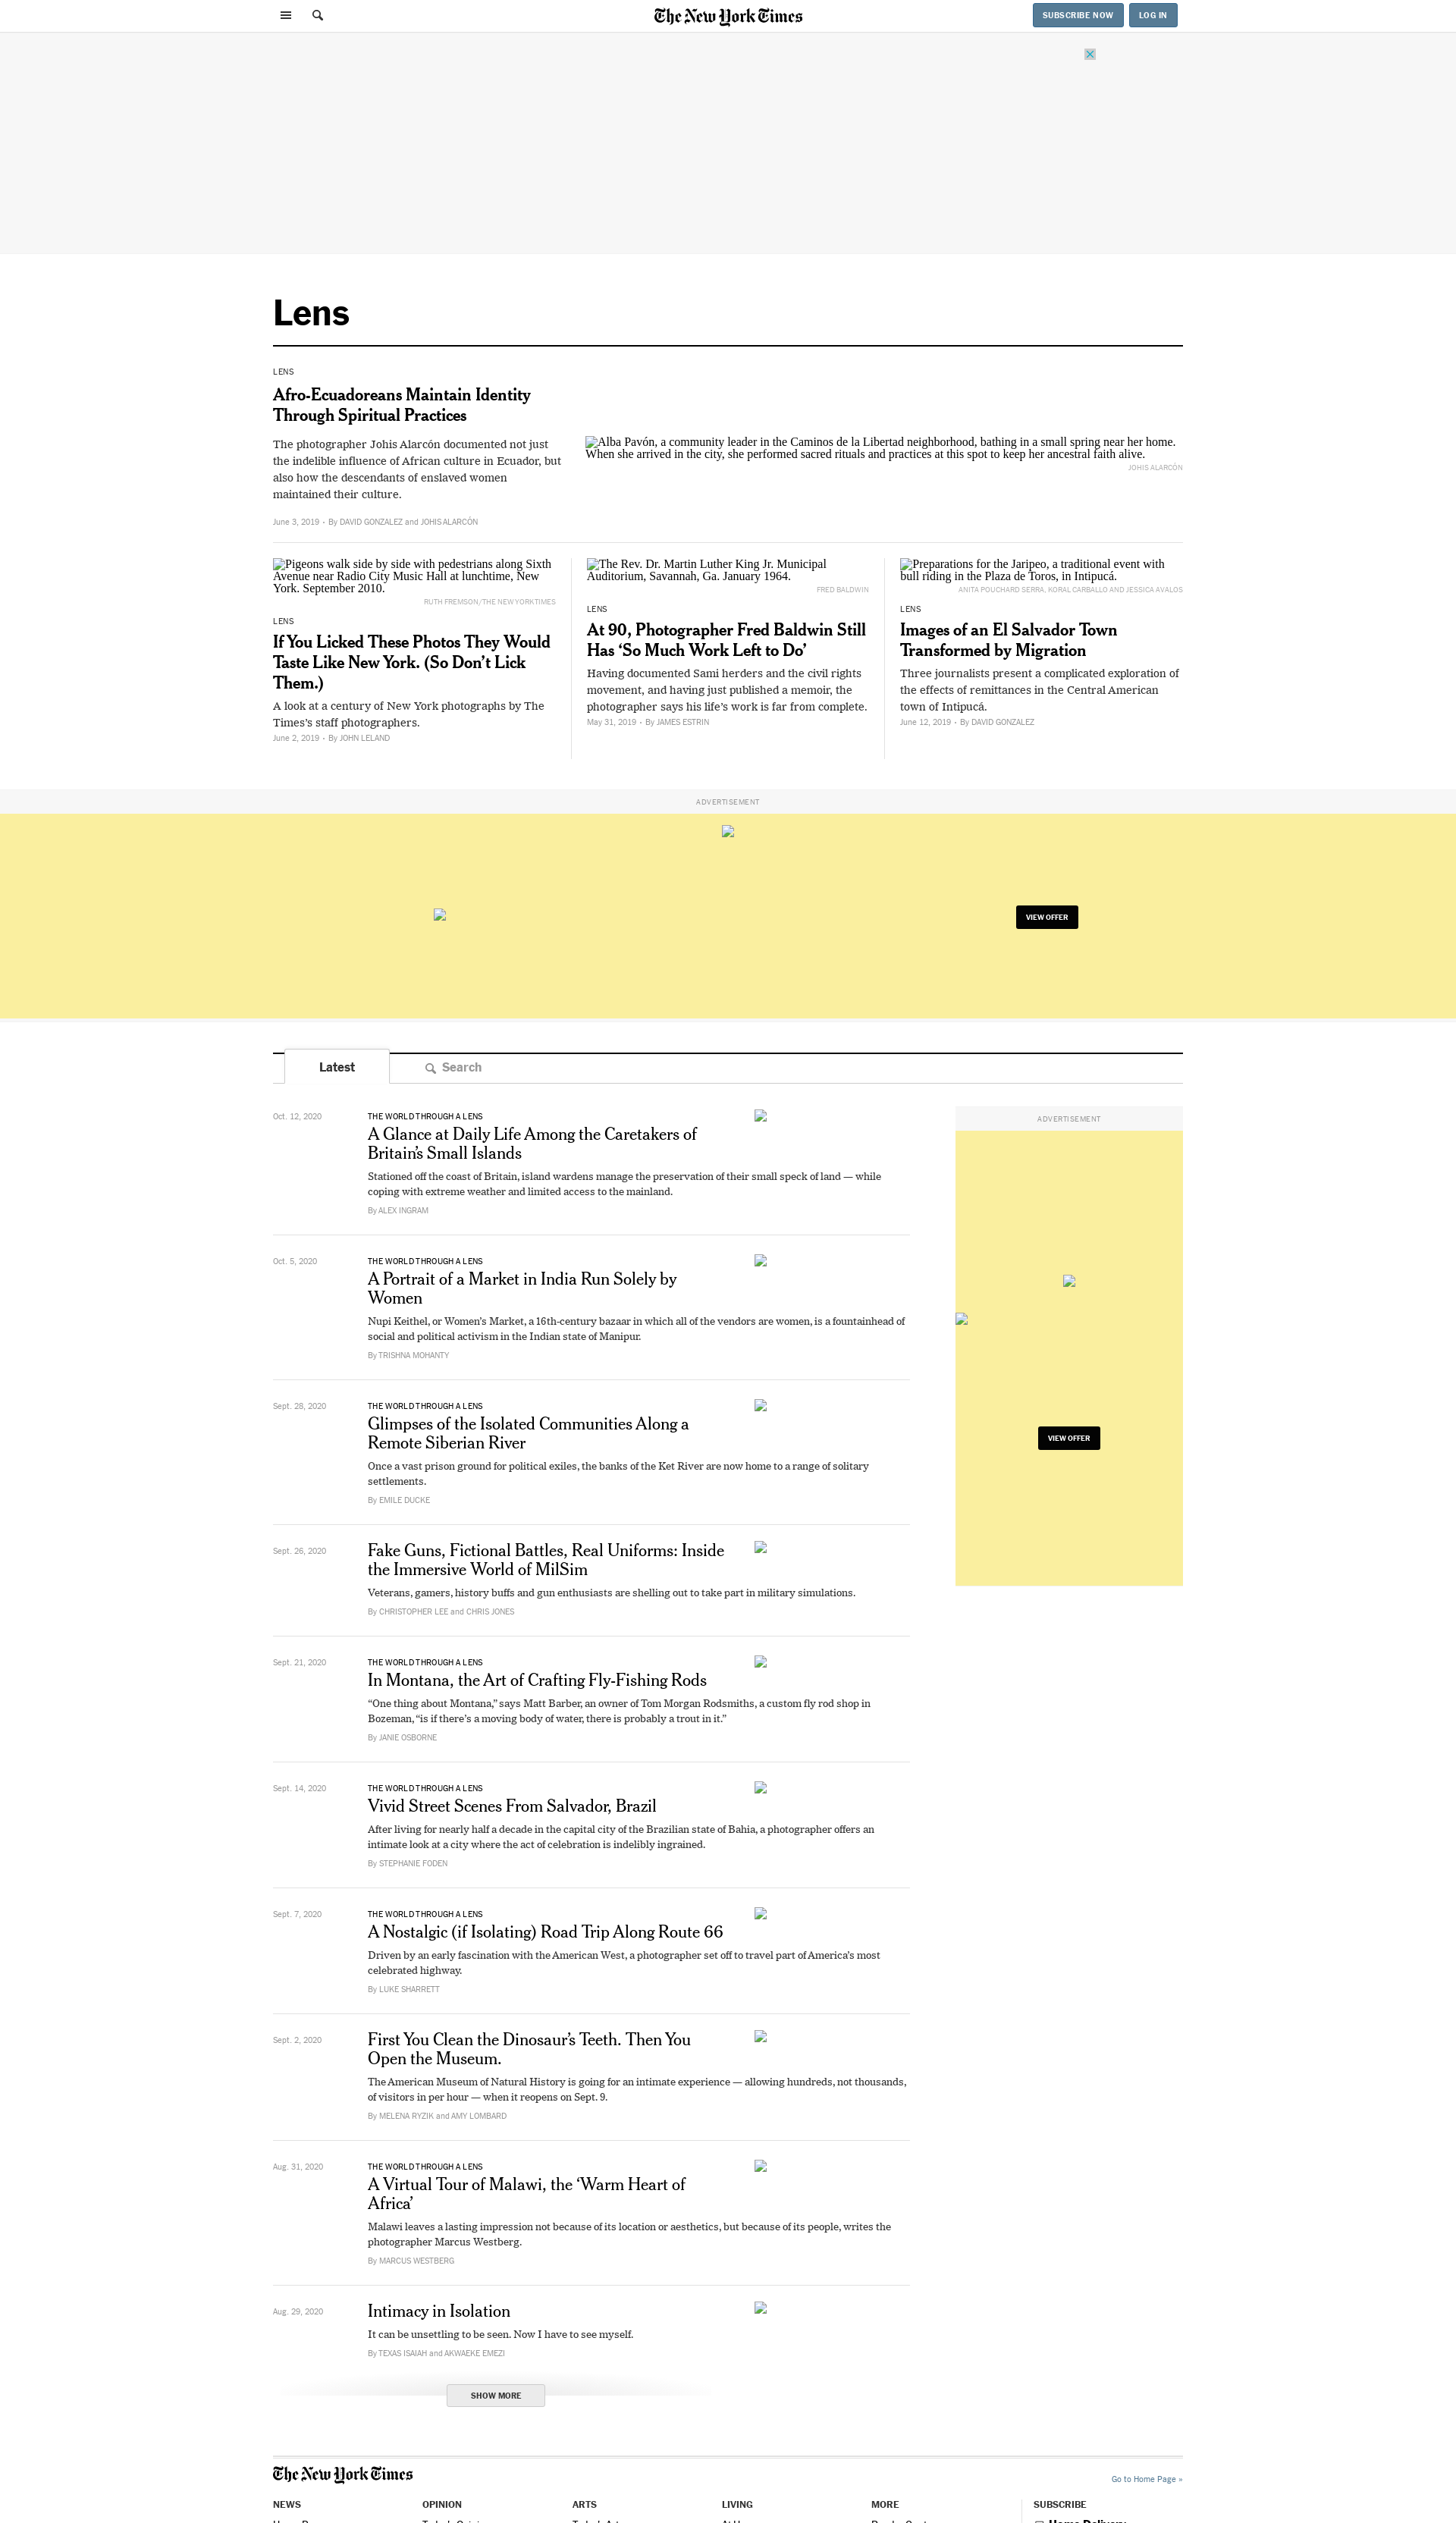 The New York Times
SUBSCRIBE NOW
LOG IN
Lens
LENS
Afro-Ecuadoreans Maintain Identity
Through Spiritual Practices
The photographer Johis Alarcón documented not just
the indelible influence of African culture in Ecuador, but
also how the descendants of enslaved women
maintained their culture.
June 3, 2019 • By DAVID GONZALEZ and JOHIS ALARCÓN
Alba Pavón, a community leader in the Caminos de la Libertad neighborhood, bathing in a small spring near her home.
When she arrived in the city, she performed sacred rituals and practices at this spot to keep her ancestral faith alive.
JOHIS ALARCÓN
Pigeons walk side by side with pedestrians along Sixth
Avenue near Radio City Music Hall at lunchtime, New
York. September 2010.
RUTH FREMSON/THE NEW YORK TIMES
LENS
If You Licked These Photos They Would
Taste Like New York. (So Don’t Lick
Them.)
A look at a century of New York photographs by The
Times’s staff photographers.
June 2, 2019 • By JOHN LELAND
The Rev. Dr. Martin Luther King Jr. Municipal
Auditorium, Savannah, Ga. January 1964.
FRED BALDWIN
LENS
At 90, Photographer Fred Baldwin Still
Has ‘So Much Work Left to Do’
Having documented Sami herders and the civil rights
movement, and having just published a memoir, the
photographer says his life’s work is far from complete.
May 31, 2019 • By JAMES ESTRIN
Preparations for the Jaripeo, a traditional event with
bull riding in the Plaza de Toros, in Intipucá.
ANITA POUCHARD SERRA, KORAL CARBALLO AND JESSICA AVALOS
LENS
Images of an El Salvador Town
Transformed by Migration
Three journalists present a complicated exploration of
the effects of remittances in the Central American
town of Intipucá.
June 12, 2019 • By DAVID GONZALEZ
ADVERTISEMENT
VIEW OFFER
Latest
Search
Oct. 12, 2020
THE WORLD THROUGH A LENS
A Glance at Daily Life Among the Caretakers of
Britain’s Small Islands
Stationed off the coast of Britain, island wardens manage the preservation of their small speck of land — while
coping with extreme weather and limited access to the mainland.
By ALEX INGRAM
ADVERTISEMENT
VIEW OFFER
Oct. 5, 2020
THE WORLD THROUGH A LENS
A Portrait of a Market in India Run Solely by
Women
Nupi Keithel, or Women’s Market, a 16th-century bazaar in which all of the vendors are women, is a fountainhead of
social and political activism in the Indian state of Manipur.
By TRISHNA MOHANTY
Sept. 28, 2020
THE WORLD THROUGH A LENS
Glimpses of the Isolated Communities Along a
Remote Siberian River
Once a vast prison ground for political exiles, the banks of the Ket River are now home to a range of solitary
settlements.
By EMILE DUCKE
Sept. 26, 2020
Fake Guns, Fictional Battles, Real Uniforms: Inside
the Immersive World of MilSim
Veterans, gamers, history buffs and gun enthusiasts are shelling out to take part in military simulations.
By CHRISTOPHER LEE and CHRIS JONES
Sept. 21, 2020
THE WORLD THROUGH A LENS
In Montana, the Art of Crafting Fly-Fishing Rods
“One thing about Montana,” says Matt Barber, an owner of Tom Morgan Rodsmiths, a custom fly rod shop in
Bozeman, “is if there’s a moving body of water, there is probably a trout in it.”
By JANIE OSBORNE
Sept. 14, 2020
THE WORLD THROUGH A LENS
Vivid Street Scenes From Salvador, Brazil
After living for nearly half a decade in the capital city of the Brazilian state of Bahia, a photographer offers an
intimate look at a city where the act of celebration is indelibly ingrained.
By STEPHANIE FODEN
Sept. 7, 2020
THE WORLD THROUGH A LENS
A Nostalgic (if Isolating) Road Trip Along Route 66
Driven by an early fascination with the American West, a photographer set off to travel part of America’s most
celebrated highway.
By LUKE SHARRETT
Sept. 2, 2020
First You Clean the Dinosaur’s Teeth. Then You
Open the Museum.
The American Museum of Natural History is going for an intimate experience — allowing hundreds, not thousands,
of visitors in per hour — when it reopens on Sept. 9.
By MELENA RYZIK and AMY LOMBARD
Aug. 31, 2020
THE WORLD THROUGH A LENS
A Virtual Tour of Malawi, the ‘Warm Heart of
Africa’
Malawi leaves a lasting impression not because of its location or aesthetics, but because of its people, writes the
photographer Marcus Westberg.
By MARCUS WESTBERG
Aug. 29, 2020
Intimacy in Isolation
It can be unsettling to be seen. Now I have to see myself.
By TEXAS ISAIAH and AKWAEKE EMEZI
SHOW MORE
The New York Times
Go to Home Page »
NEWS
OPINION
ARTS
LIVING
MORE
SUBSCRIBE